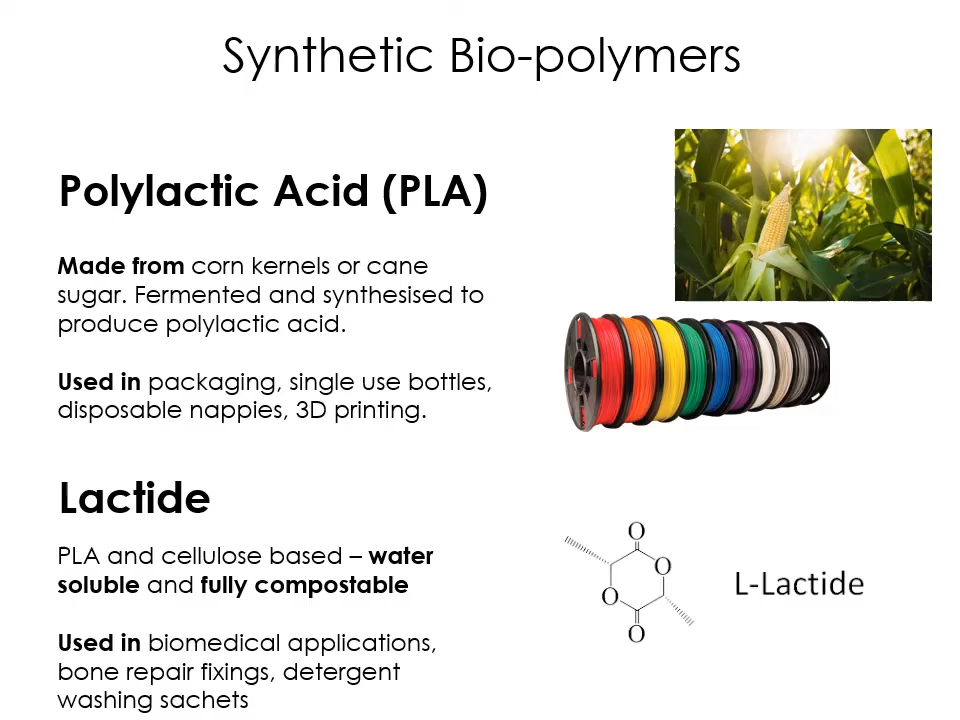 Synthetic Bio-polymers
Polylactic Acid (PLA)
Made from corn kernels or cane
sugar. Fermented and synthesised to
produce polylactic acid.
Used in packaging, single use bottles,
disposable nappies, 3D printing.
Lactide
PLA and cellulose based – water
soluble and fully compostable
Used in biomedical applications,
bone repair fixings, detergent
washing sachets
O
O
O
O
L-Lactide